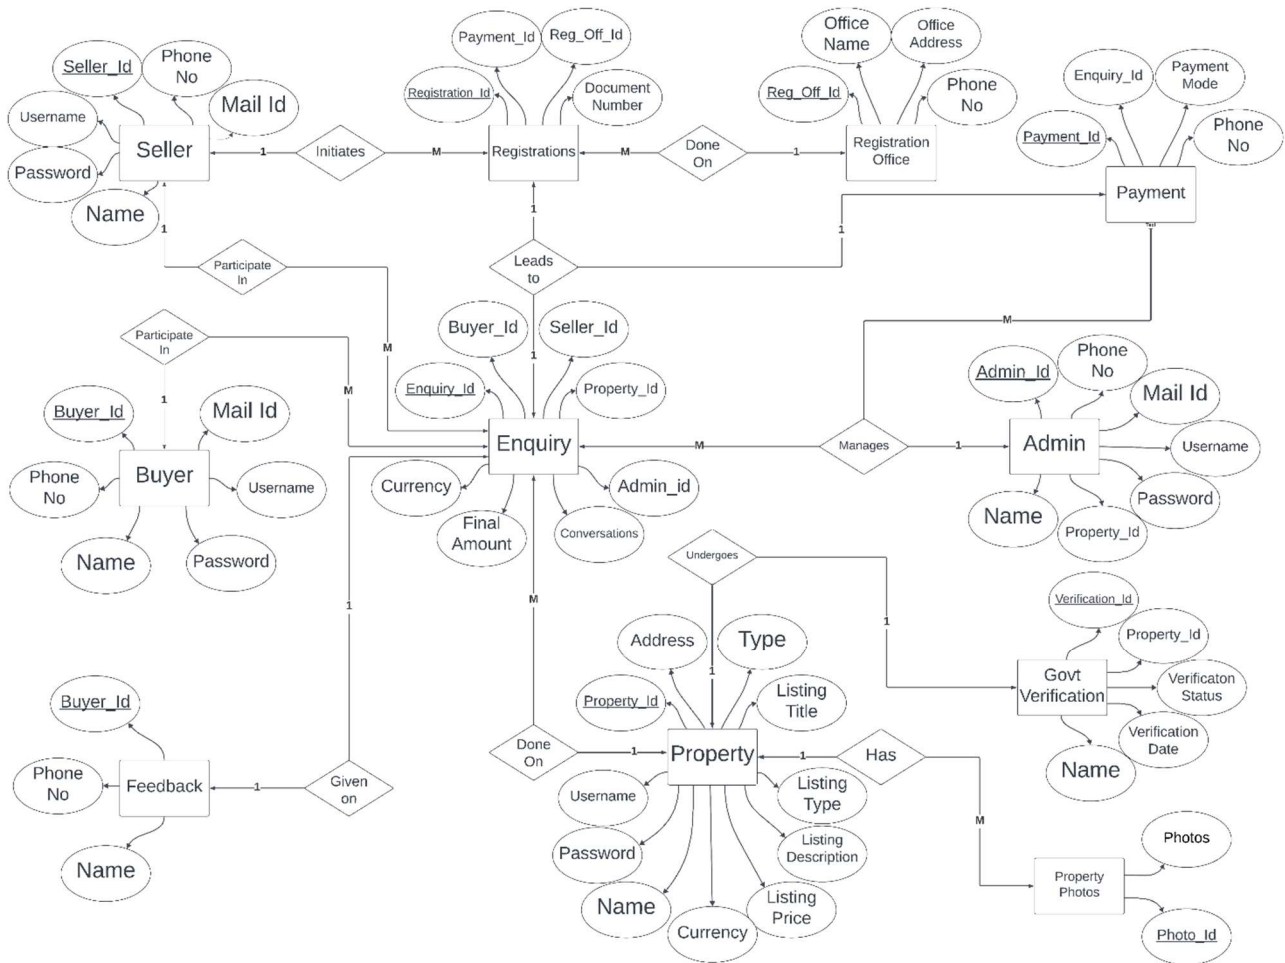 Office
Name
Office
Address
Payment_Id
Reg_Off_Id
Phone
No
Seller_Id
Mail Id
Registration_Id
Document
Number
Reg_Off_Id
Phone
No
Enquiry_Id
Payment
Mode
Username
Payment_Id
Phone
No
Seller
1
Initiates
M
Registrations
M
Done
On
1
Registration
Office
Password
Payment
Name
1
1
1
Participate
In
Leads
to
M
Participate
In
Buyer_Id
Seller_Id
M
1
Phone
No
Admin_Id
Enquiry_Id
Property_Id
M
1
Mail Id
Buyer_Id
Mail Id
Enquiry
M
Manages
1
Admin
Username
Buyer
Phone
No
Username
Currency
Admin_id
Password
Name
Final
Amount
Conversations
Property_Id
Name
Password
Undergoes
M
1
Verification_Id
1
Address
Type
Property_Id
1
Govt
Verification
Verificaton
Status
Buyer_Id
Property_Id
Listing
Title
Verification
Date
Done
On
1
Property
1
Has
Name
Phone
No
Feedback
1
Given
on
Username
Listing
Type
M
Password
Listing
Description
Photos
Name
Name
Listing
Price
Property
Photos
Currency
Photo_Id